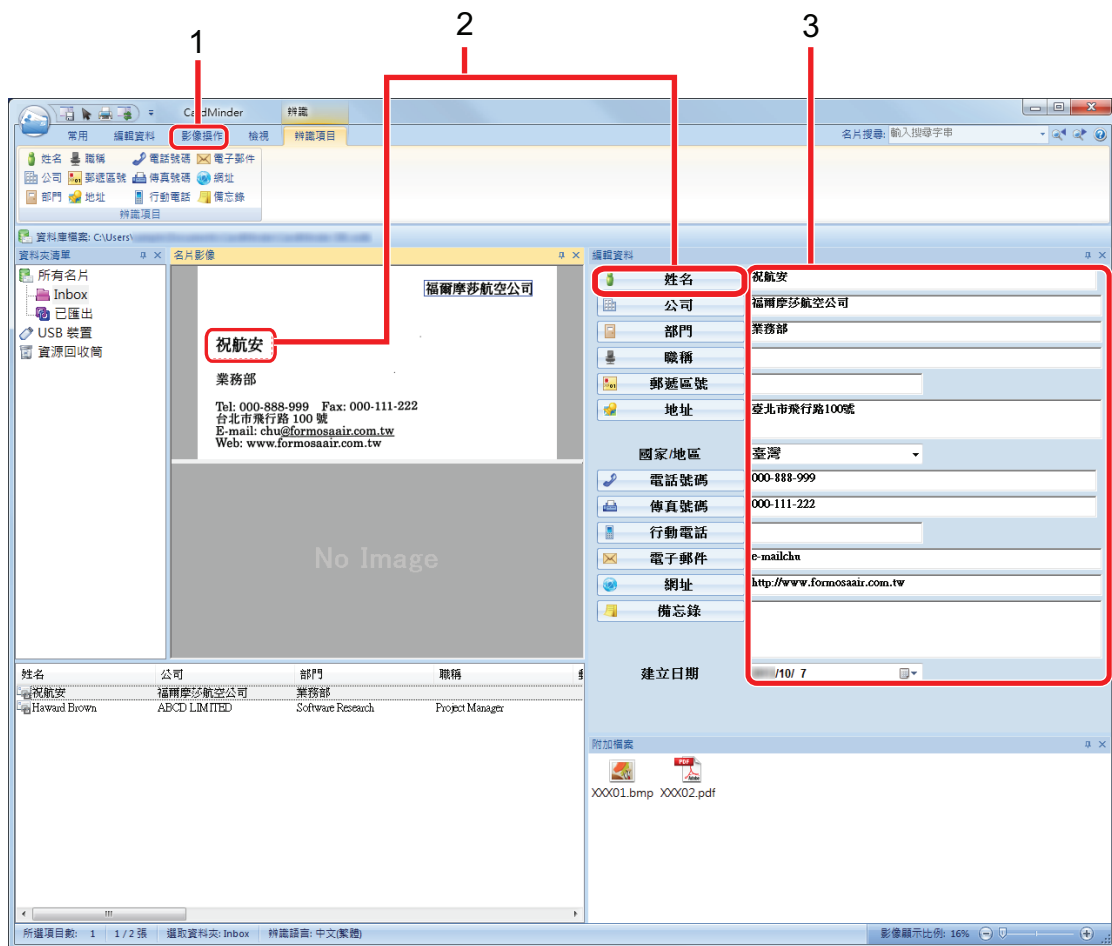 1
2
3
CardMinder
辨識
常用 編輯資料 影像操作 檢視 辨識項目
名片搜尋: 輸入搜尋字串
姓名 職稱 電話號碼 電子郵件
公司 郵遞區號 傳真號碼 網址
部門 地址 行動電話 備忘錄
辨識項目
資料庫檔案: C:\Users\
資料夾清單
所有名片
Inbox
已匯出
USB 裝置
資源回收筒
名片影像
福爾摩莎航空公司
祝航安
業務部
Tel: 000-888-999 Fax: 000-111-222
台北市飛行路 100 號
E-mail: chu@formosaair.com.tw
Web: www.formosaair.com.tw
No Image
編輯資料
姓名 祝航安
公司 福爾摩莎航空公司
部門 業務部
職稱
郵遞區號
地址 臺北市飛行路100號
國家/地區 臺灣
電話號碼 000-888-999
傳真號碼 000-111-222
行動電話
電子郵件 e-mailchu
網址 http://www.formosaair.com.tw
備忘錄
建立日期 /10/ 7
姓名 公司 部門 職稱
祝航安 福爾摩莎航空公司 業務部
Haward Brown ABCD LIMITED Software Research Project Manager
附加檔案
PDF
Adobe
XXX01.bmp XXX02.pdf
所選項目數: 1 1 / 2 張 選取資料夾: Inbox 辨識語言: 中文(繁體)
影像顯示比例: 16%